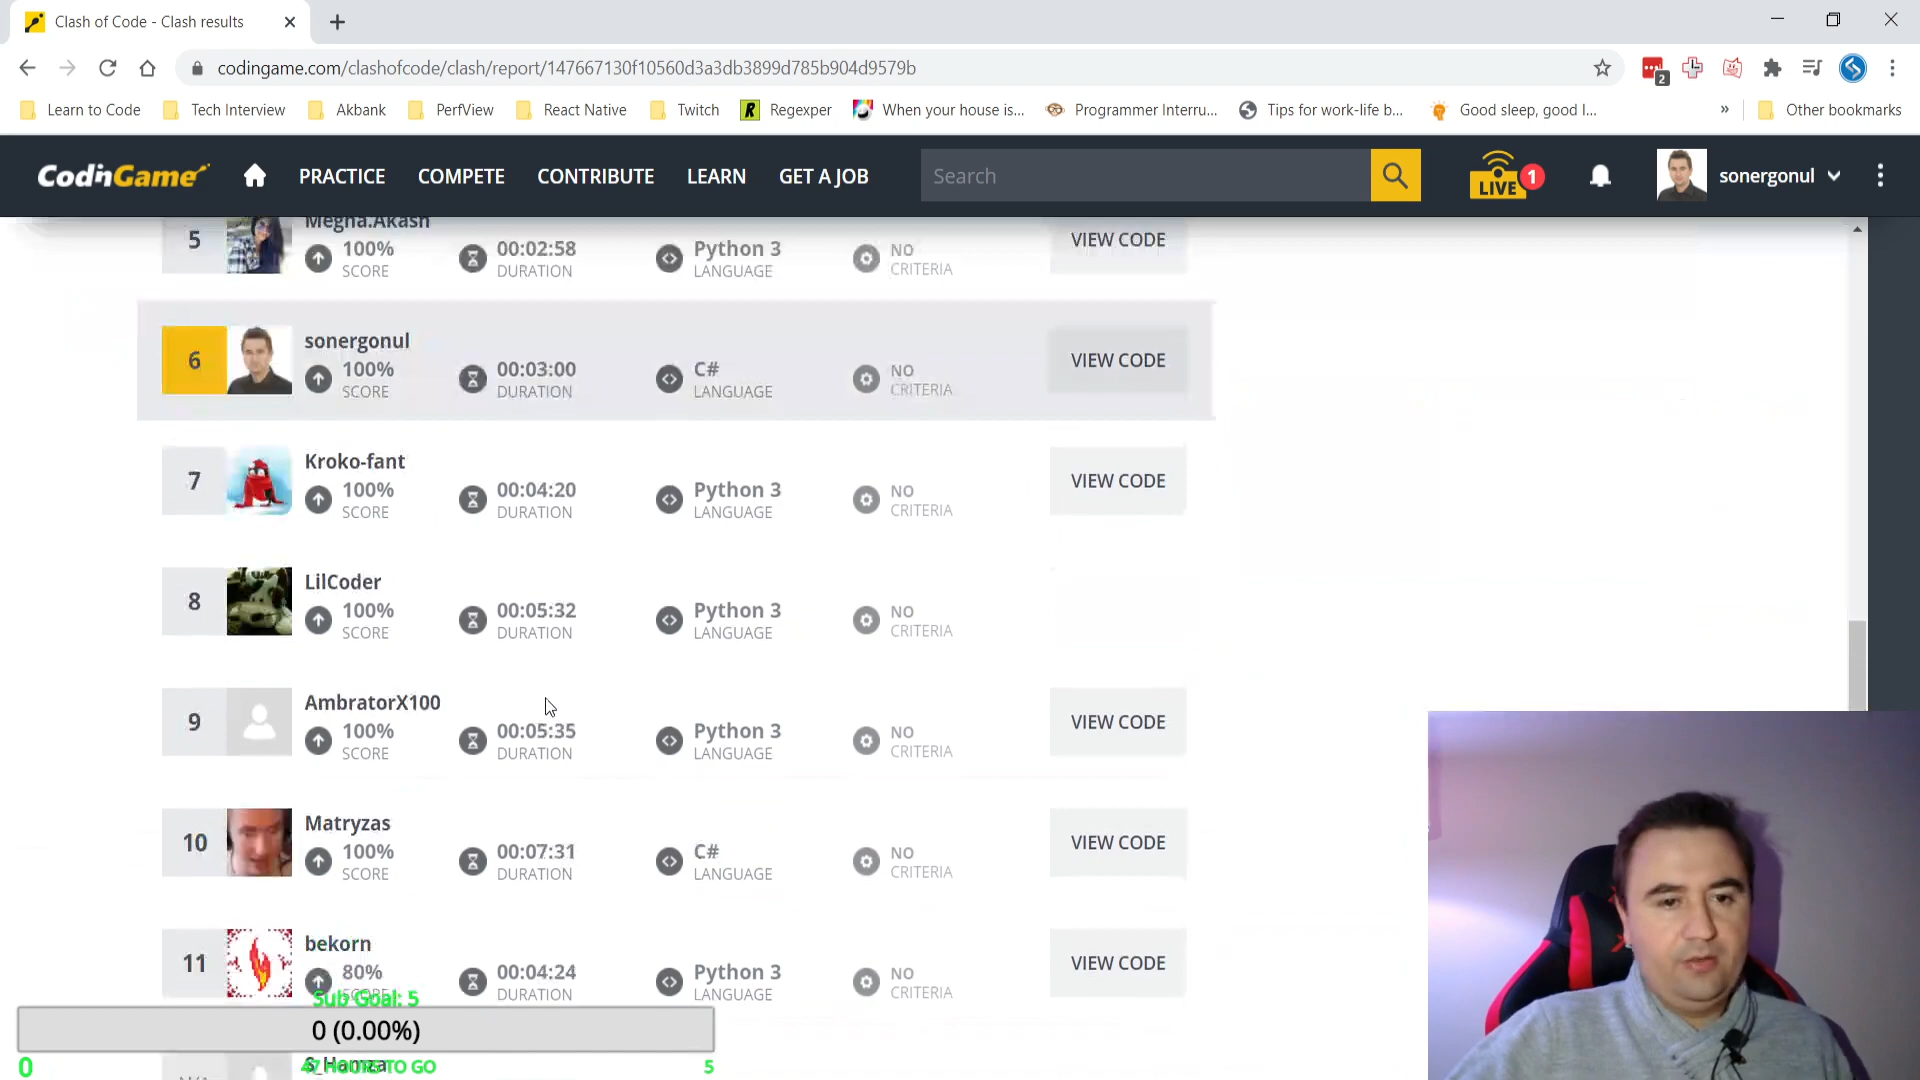 Clash of Code - Clash results
codingame.com/clashofcode/clash/report/147667130f10560d3a3db3899d785b904d9579b
2
Learn to Code
Tech Interview
Akbank
PerfView
React Native
Twitch
R
Regexper
When your house is...
Programmer Interru...
Tips for work-life b...
Good sleep, good l...
»
Other bookmarks
CodinGame
PRACTICE
COMPETE
CONTRIBUTE
LEARN
GET A JOB
Search
LIVE
1
sonergonul
5
Megha.Akash
100%
SCORE
00:02:58
DURATION
Python 3
LANGUAGE
NO
CRITERIA
VIEW CODE
6
sonergonul
100%
SCORE
00:03:00
DURATION
C#
LANGUAGE
NO
CRITERIA
VIEW CODE
7
Kroko-fant
100%
SCORE
00:04:20
DURATION
Python 3
LANGUAGE
NO
CRITERIA
VIEW CODE
8
LilCoder
100%
SCORE
00:05:32
DURATION
Python 3
LANGUAGE
NO
CRITERIA
9
AmbratorX100
100%
SCORE
00:05:35
DURATION
Python 3
LANGUAGE
NO
CRITERIA
VIEW CODE
10
Matryzas
100%
SCORE
00:07:31
DURATION
C#
LANGUAGE
NO
CRITERIA
VIEW CODE
11
bekorn
80%
SCORE
00:04:24
DURATION
Python 3
LANGUAGE
NO
CRITERIA
VIEW CODE
Sub Goal: 5
0 (0.00%)
0
47 HOURS TO GO
5
S_Hamza